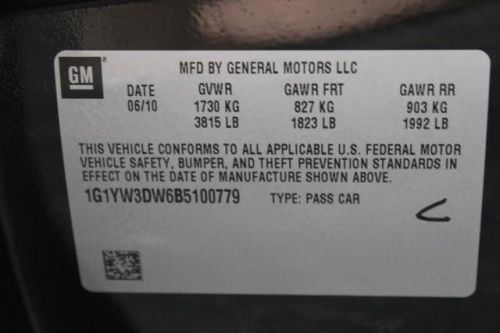 GM MFD BY GENERAL MOTORS LLC
DATE GVWR GAWR FRT GAWR RR
06/10 1730 KG 827 KG 903 KG
3815 LB 1823 LB 1992 LB
THIS VEHICLE CONFORMS TO ALL APPLICABLE U.S. FEDERAL MOTOR
VEHICLE SAFETY, BUMPER, AND THEFT PREVENTION STANDARDS IN
EFFECT ON THE DATE OF MANUFACTURE SHOWN ABOVE.
1G1YW3DW6B5100779 TYPE: PASS CAR